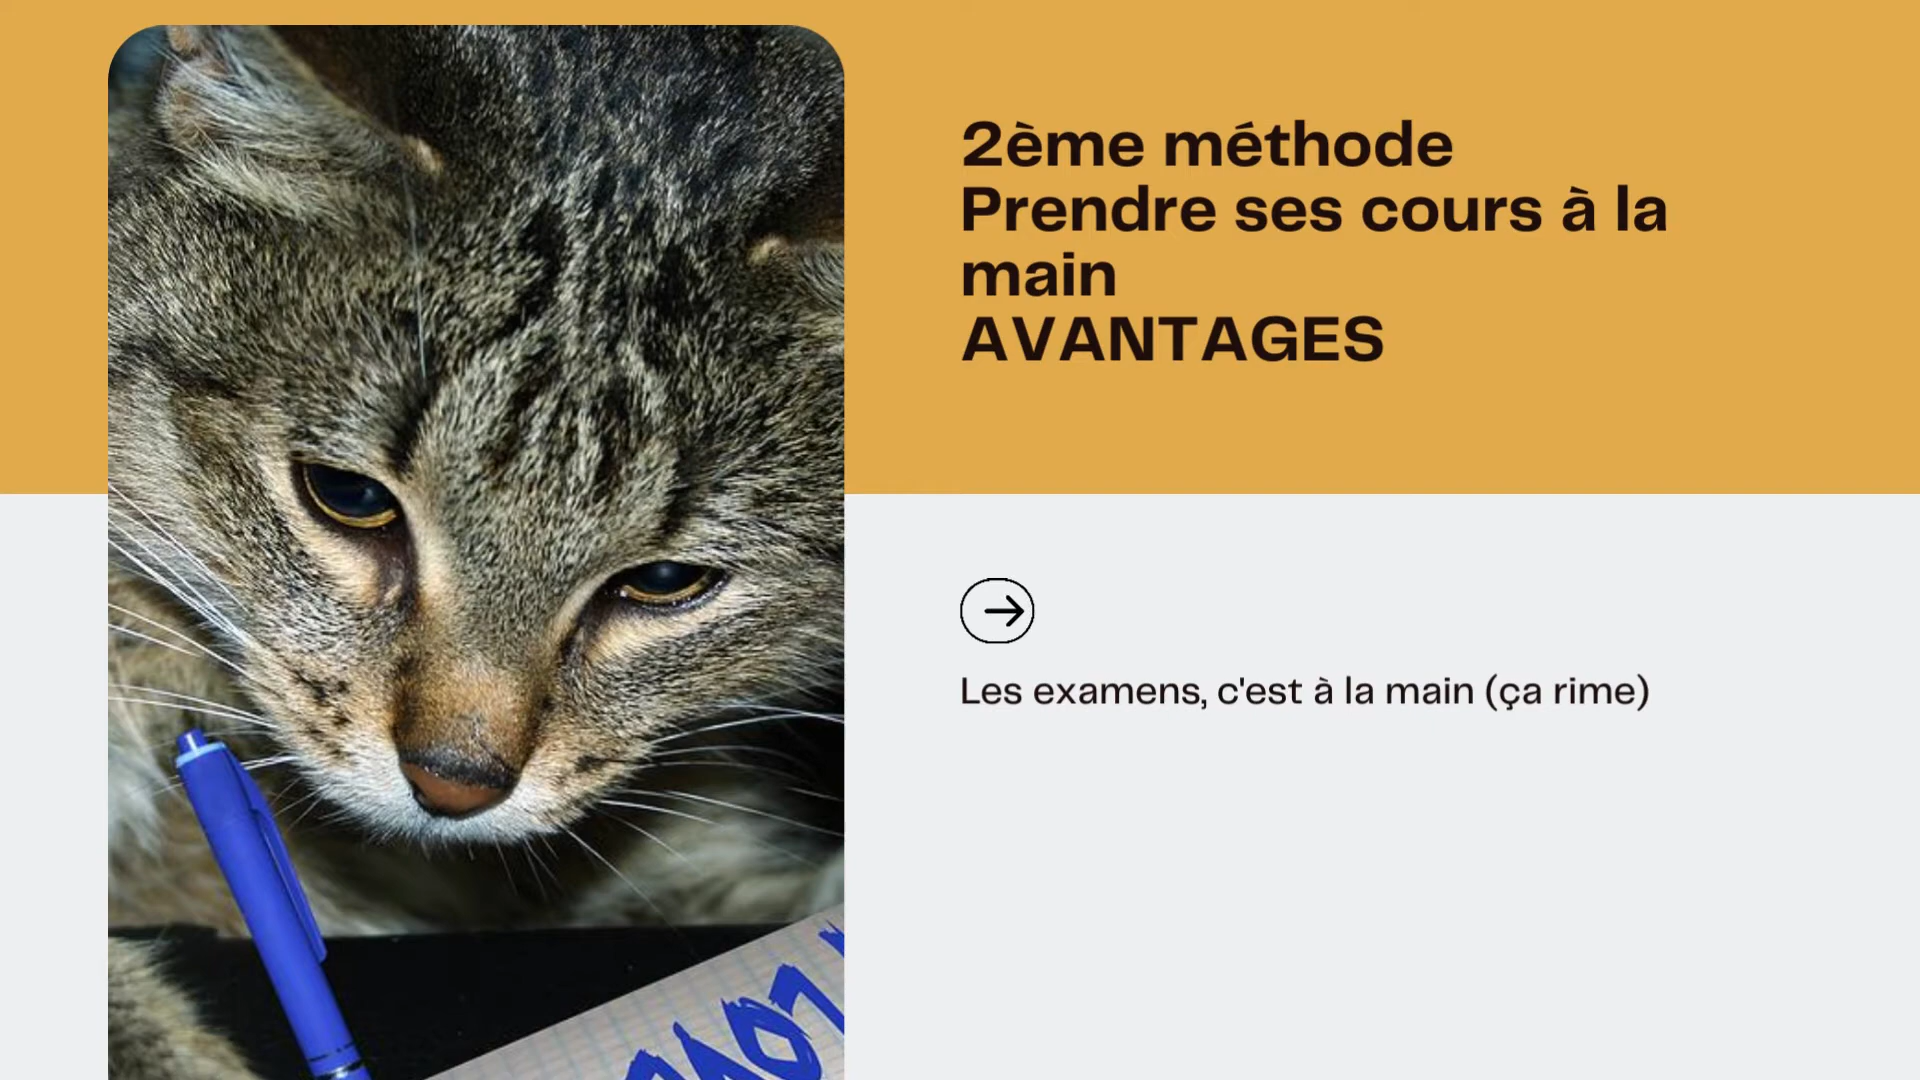 2ème méthode
Prendre ses cours à la
main
AVANTAGES
Les examens, c'est à la main (ça rime)